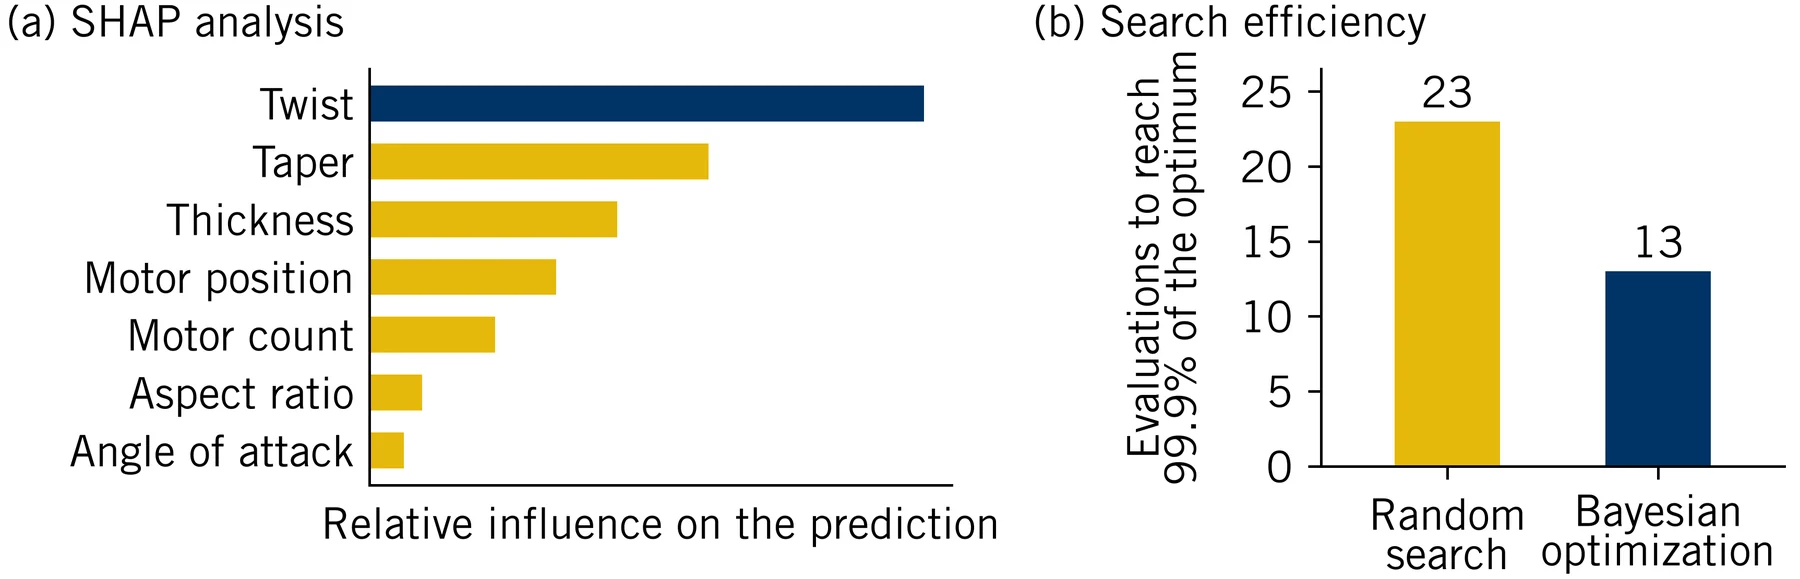 (a) SHAP analysis
Twist
Taper
Thickness
Motor position
Motor count
Aspect ratio
Angle of attack
Relative influence on the prediction
(b) Search efficiency
Evaluations to reach
99.9% of the optimum
25
20
15
10
5
0
23
13
Random
search
Bayesian
optimization